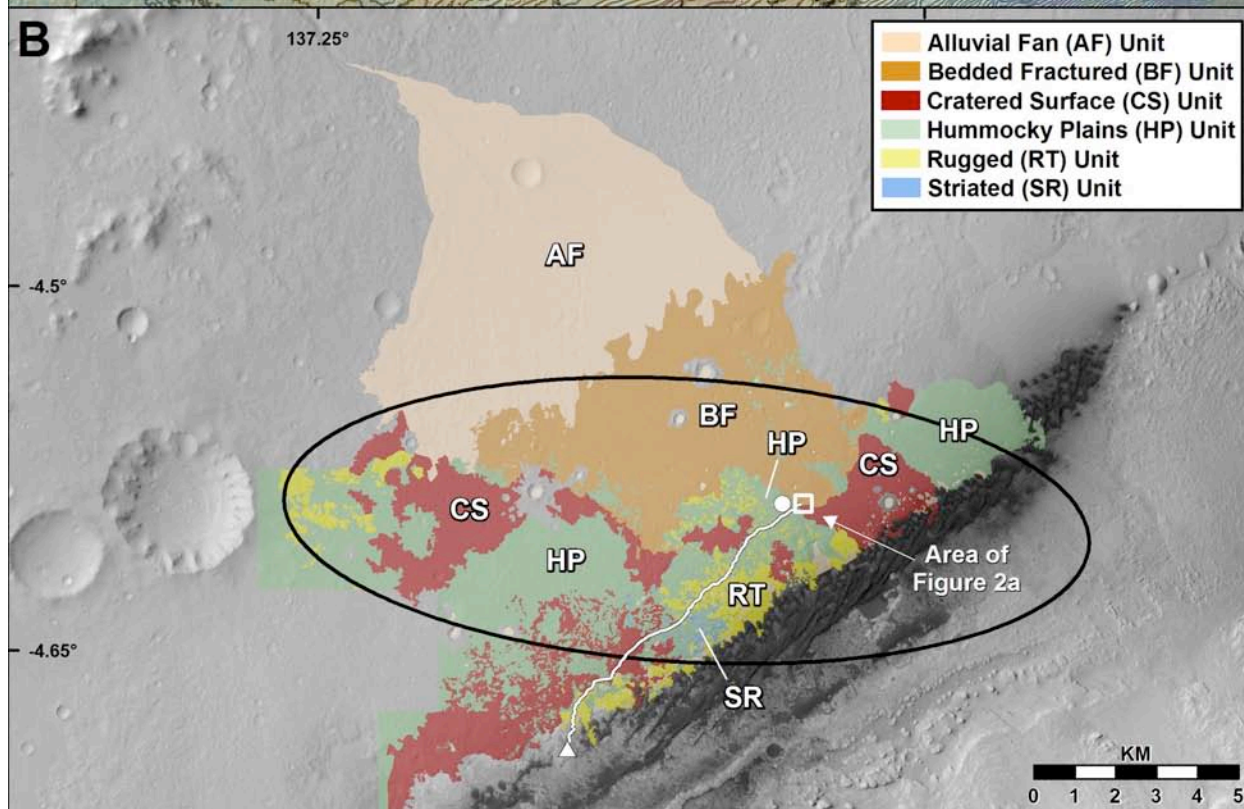 B
137.25°
Alluvial Fan (AF) Unit
Bedded Fractured (BF) Unit
Cratered Surface (CS) Unit
Hummocky Plains (HP) Unit
Rugged (RT) Unit
Striated (SR) Unit
AF
-4.5°
BF
HP
HP
CS
CS
HP
Area of
Figure 2a
RT
-4.65°
SR
KM
0 1 2 3 4 5